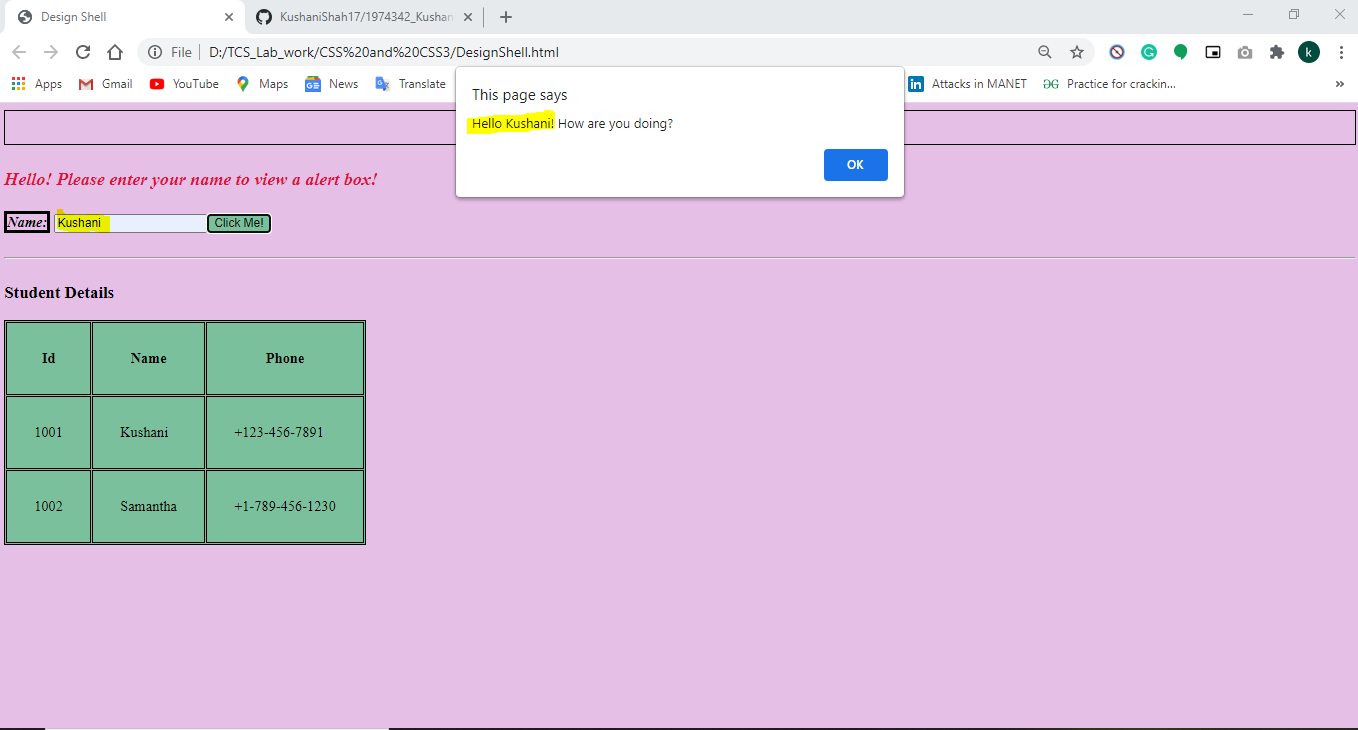 Design Shell
KushaniShah17/1974342_Kushan
File D:/TCS_Lab_work/CSS%20and%20CSS3/DesignShell.html
k
Apps Gmail YouTube Maps News Translate Attacks in MANET Practice for crackin...
This page says
Hello Kushani! How are you doing?
OK
Hello! Please enter your name to view a alert box!
Name: Kushani Click Me!
Student Details
Id Name Phone
1001 Kushani +123-456-7891
1002 Samantha +1-789-456-1230